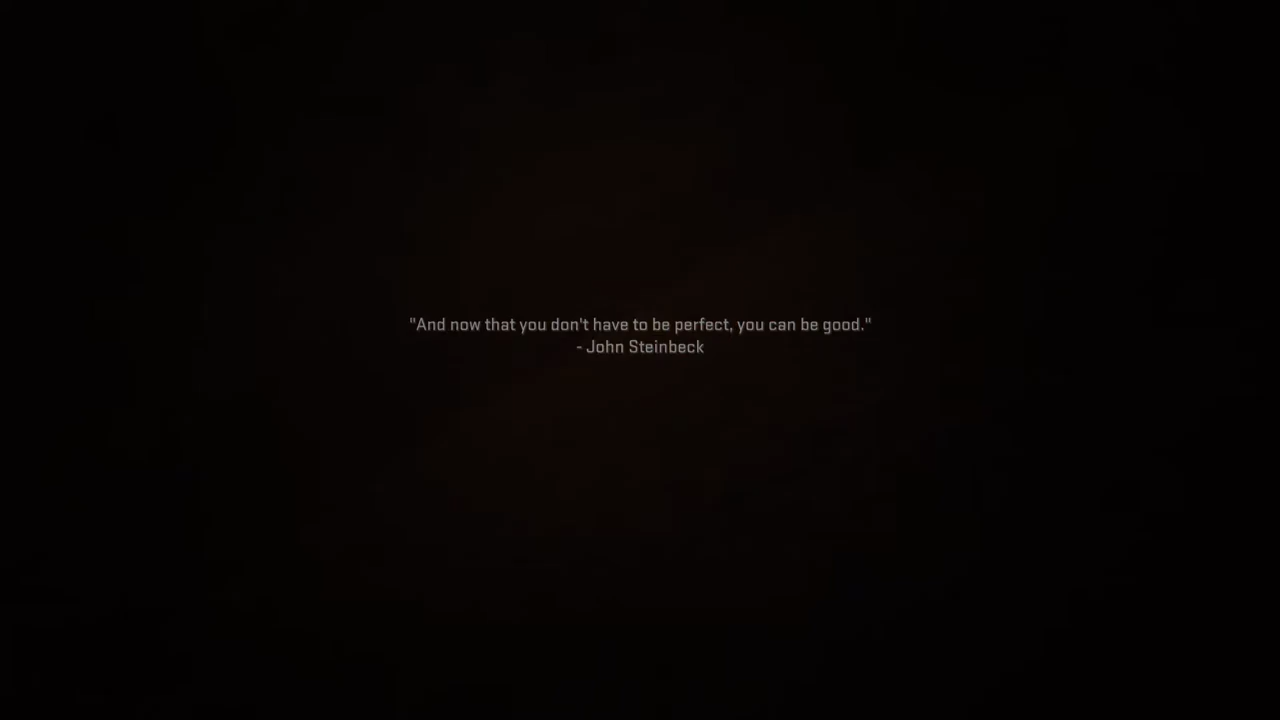 "And now that you don't have to be perfect, you can be good."
- John Steinbeck